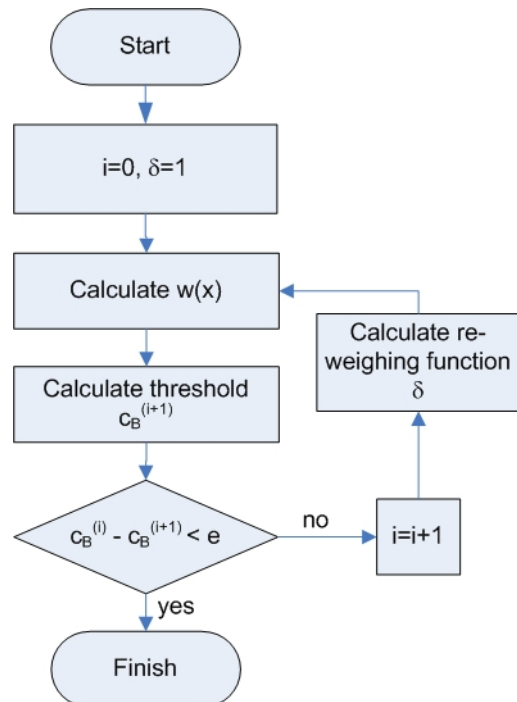 Start
i=0, δ=1
Calculate w(x)
Calculate threshold
c_B^(i+1)
c_B^(i) - c_B^(i+1) < e
no
i=i+1
Calculate re-
weighing function
δ
yes
Finish